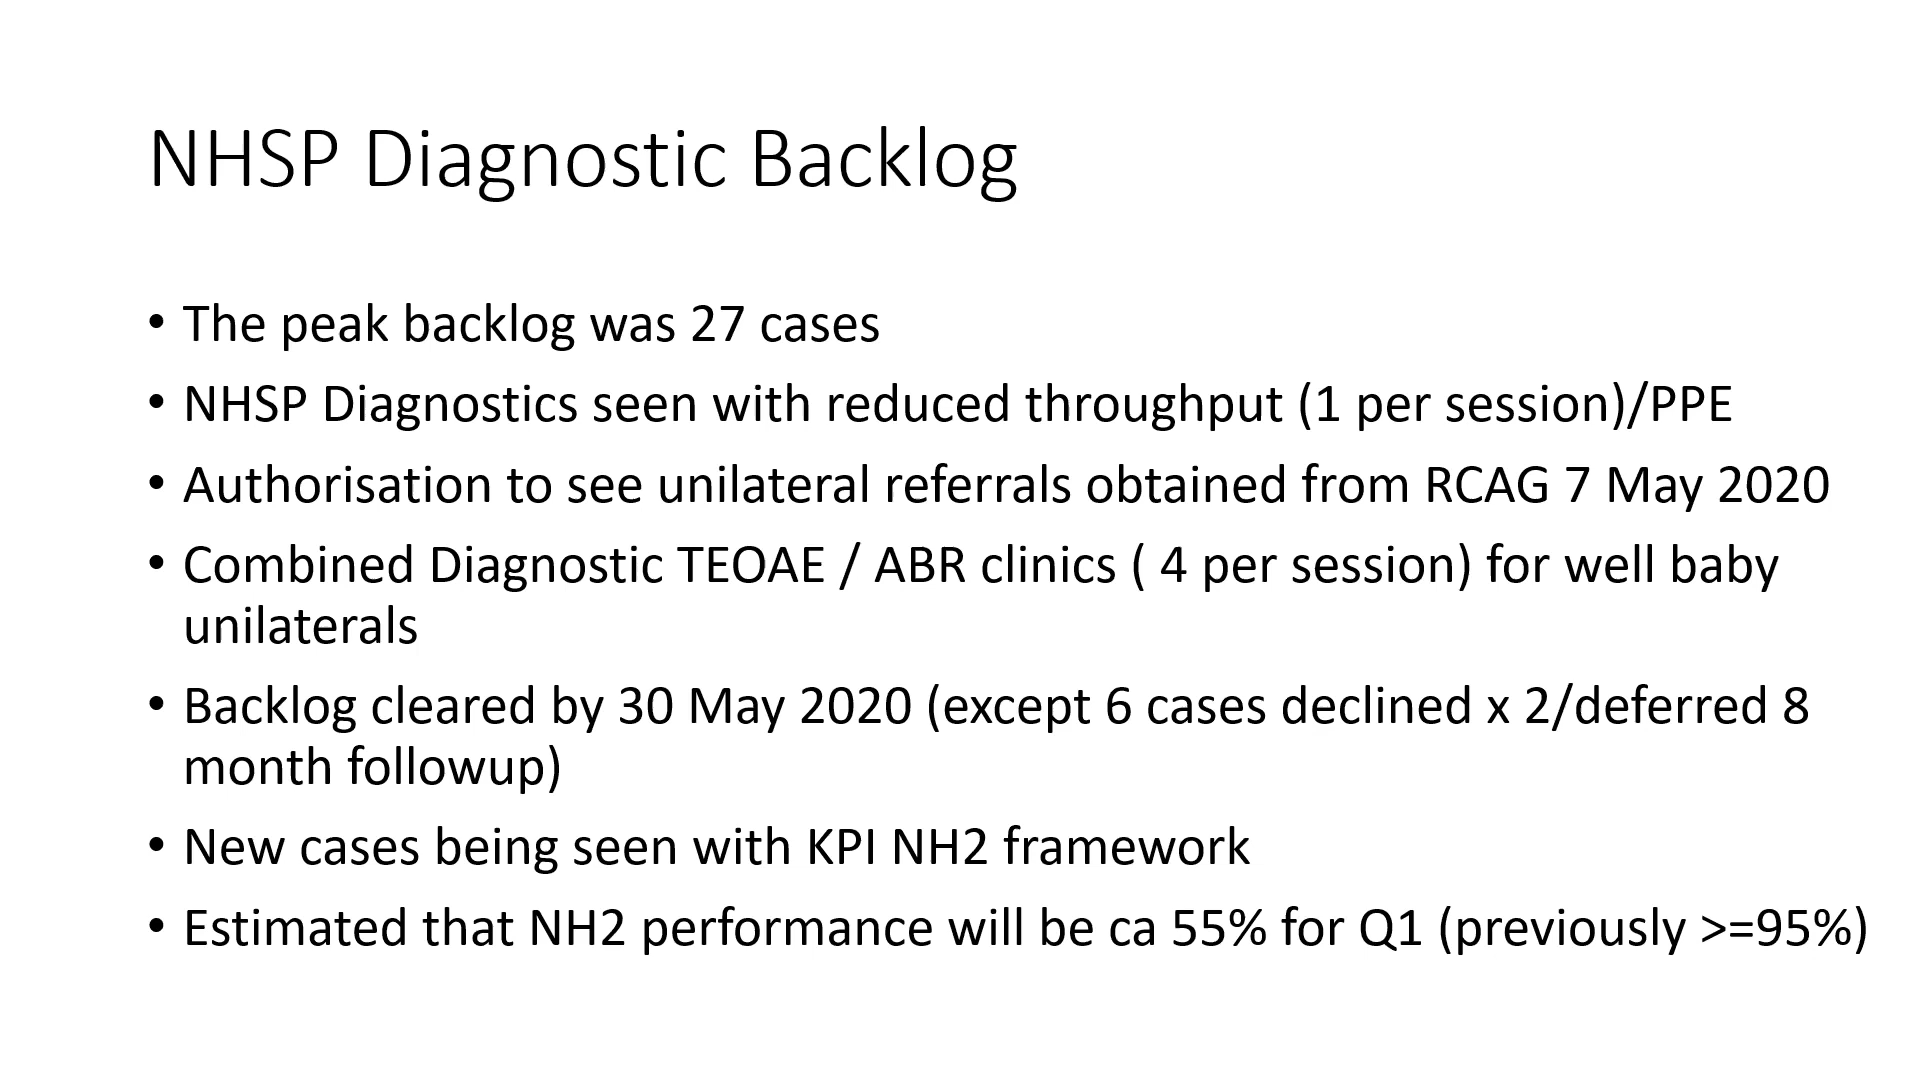 NHSP Diagnostic Backlog
• The peak backlog was 27 cases
• NHSP Diagnostics seen with reduced throughput (1 per session)/PPE
• Authorisation to see unilateral referrals obtained from RCAG 7 May 2020
• Combined Diagnostic TEOAE / ABR clinics ( 4 per session) for well baby
unilaterals
• Backlog cleared by 30 May 2020 (except 6 cases declined x 2/deferred 8
month followup)
• New cases being seen with KPI NH2 framework
• Estimated that NH2 performance will be ca 55% for Q1 (previously >=95%)